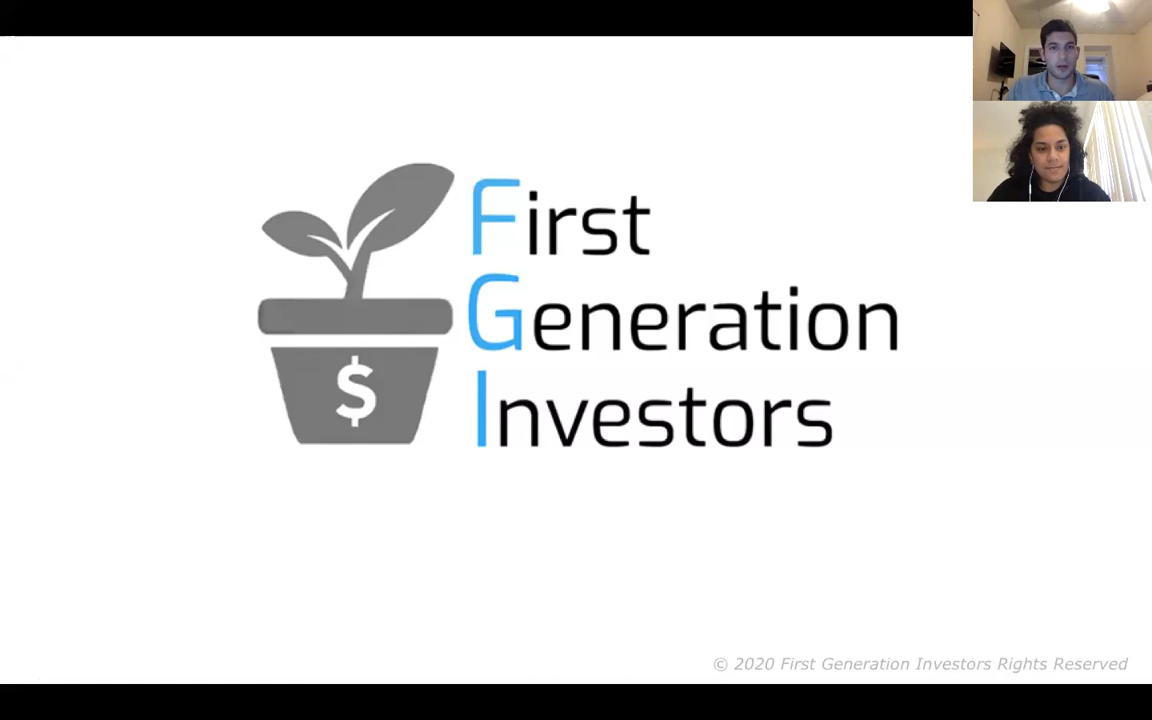 First
Generation
Investors
$
© 2020 First Generation Investors Rights Reserved